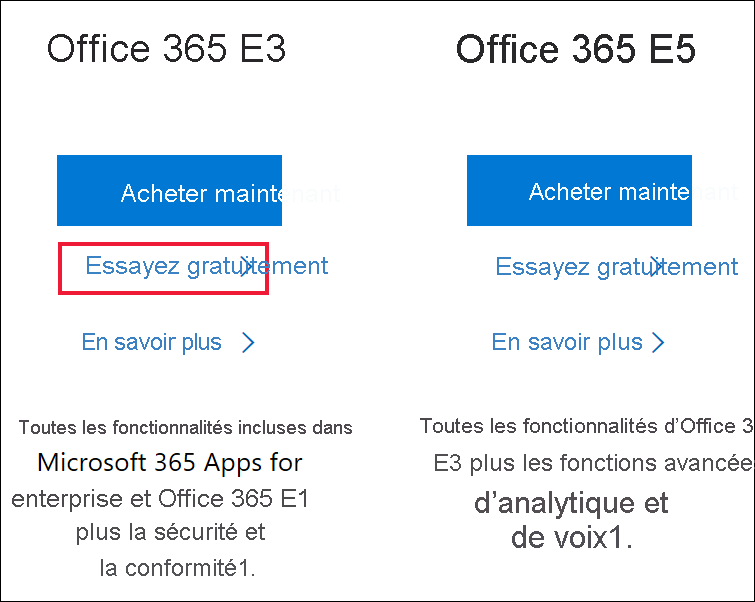 Office 365 E3
Acheter maintenant
Essayez gratuitement
En savoir plus
Toutes les fonctionnalités incluses dans
Microsoft 365 Apps for
enterprise et Office 365 E1
plus la sécurité et
la conformité1.
Office 365 E5
Acheter maintenant
Essayez gratuitement
En savoir plus
Toutes les fonctionnalités d’Office 3
E3 plus les fonctions avancée
d’analytique et
de voix1.